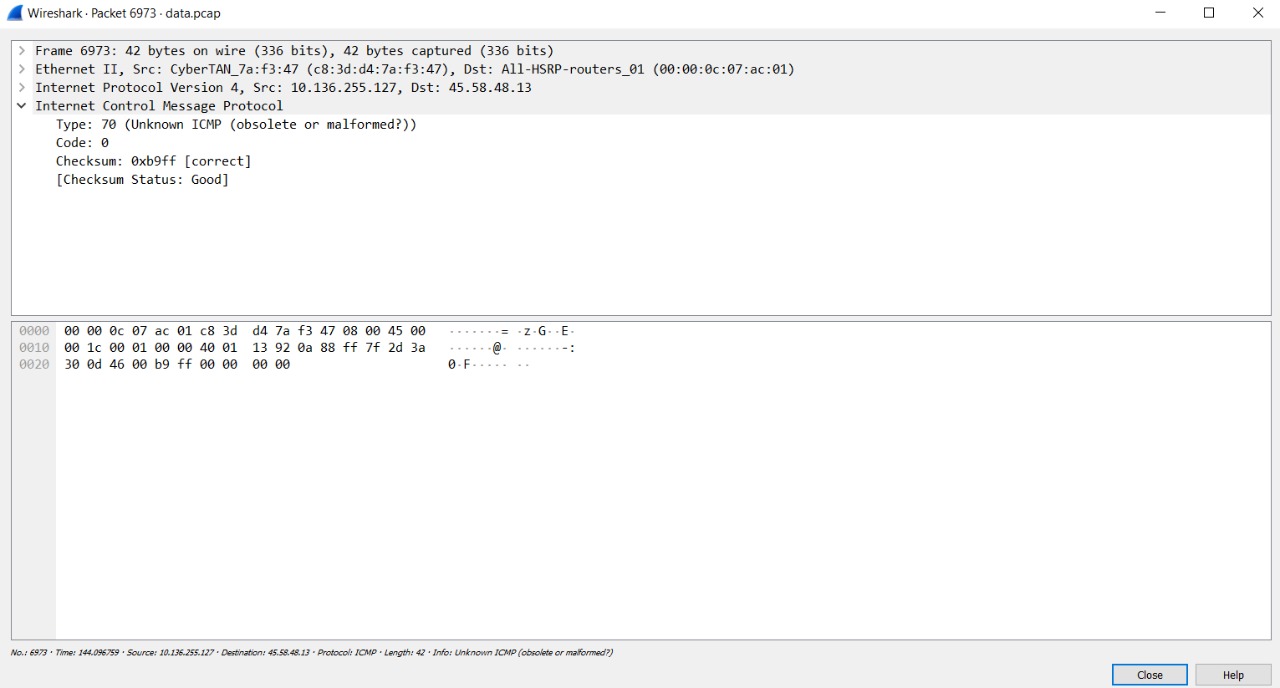 Wireshark · Packet 6973 · data.pcap
Frame 6973: 42 bytes on wire (336 bits), 42 bytes captured (336 bits)
Ethernet II, Src: CyberTAN_7a:f3:47 (c8:3d:d4:7a:f3:47), Dst: All-HSRP-routers_01 (00:00:0c:07:ac:01)
Internet Protocol Version 4, Src: 10.136.255.127, Dst: 45.58.48.13
Internet Control Message Protocol
Type: 70 (Unknown ICMP (obsolete or malformed?))
Code: 0
Checksum: 0xb9ff [correct]
[Checksum Status: Good]
0000 00 00 0c 07 ac 01 c8 3d d4 7a f3 47 08 00 45 00 ·······= ·z·G··E·
0010 00 1c 00 01 00 00 40 01 13 92 0a 88 ff 7f 2d 3a ······@· ······-:
0020 30 0d 46 00 b9 ff 00 00 00 00 0·F····· ··
No.: 6973 · Time: 144.096759 · Source: 10.136.255.127 · Destination: 45.58.48.13 · Protocol: ICMP · Length: 42 · Info: Unknown ICMP (obsolete or malformed?)
Close Help